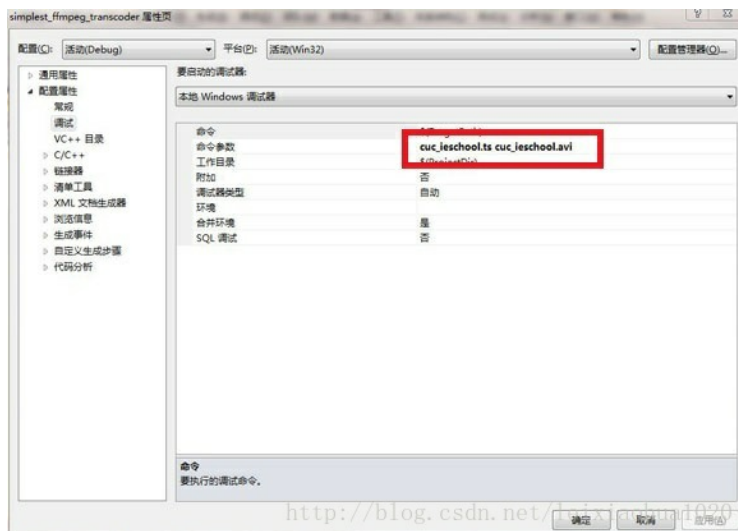 simplest_ffmpeg_transcoder 属性页
配置(C): 活动(Debug) 平台(P): 活动(Win32) 配置管理器(O)...
通用属性
配置属性
常规
调试
VC++ 目录
C/C++
链接器
清单工具
XML 文档生成器
浏览信息
生成事件
自定义生成步骤
代码分析
要启动的调试器:
本地 Windows 调试器
命令
命令参数 cuc_ieschool.ts cuc_ieschool.avi
工作目录 $(ProjectDir)
附加 否
调试器类型 自动
环境
合并环境 是
SQL 调试 否
命令
要执行的调试命令。
确定 取消 应用(A)
http://blog.csdn.net/leixiaohua1020